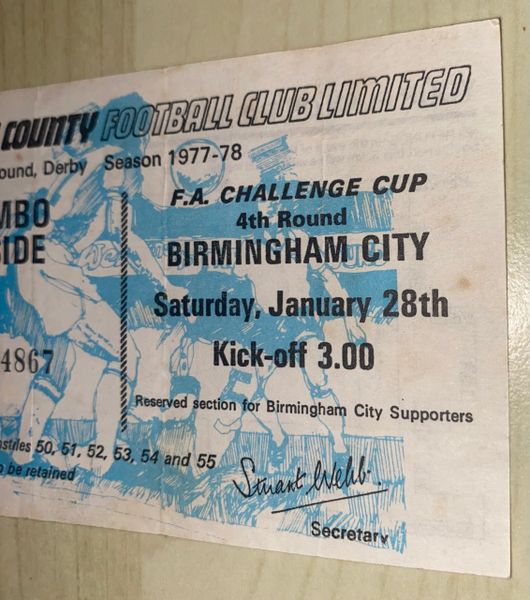 COUNTY FOOTBALL CLUB LIMITED
ound, Derby Season 1977-78
MBO
SIDE
4867
F.A. CHALLENGE CUP
4th Round
BIRMINGHAM CITY
Saturday, January 28th
Kick-off 3.00
Reserved section for Birmingham City Supporters
nstiles 50, 51, 52, 53, 54 and 55
o be retained
Stuart Webb.
Secretary